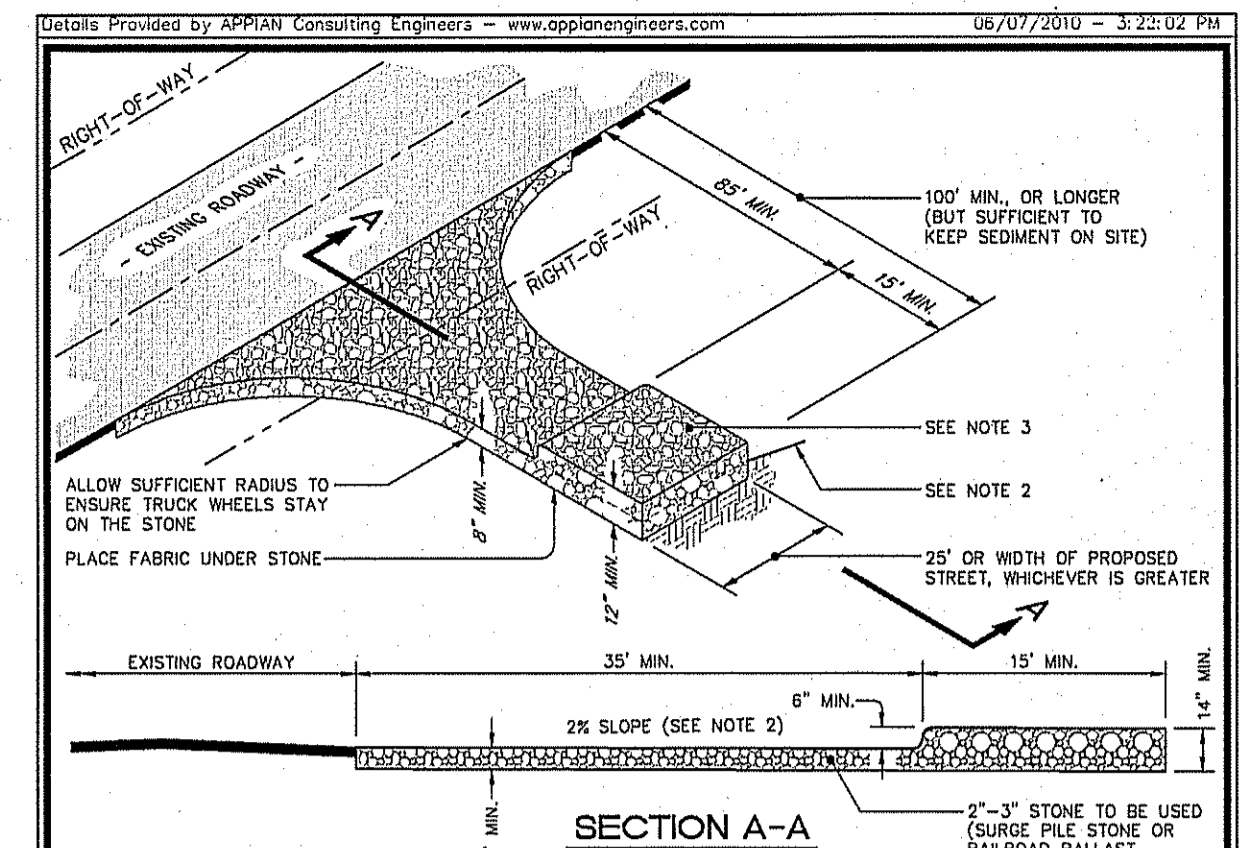 Details Provided by APPIAN Consulting Engineers – www.appianengineers.com
06/07/2010 – 3:22:02 PM
RIGHT-OF-WAY
- EXISTING ROADWAY -
A
85' MIN.
100' MIN., OR LONGER
(BUT SUFFICIENT TO
KEEP SEDIMENT ON SITE)
RIGHT-OF-WAY
15' MIN.
SEE NOTE 3
ALLOW SUFFICIENT RADIUS TO
ENSURE TRUCK WHEELS STAY
ON THE STONE
8" MIN.
SEE NOTE 2
PLACE FABRIC UNDER STONE
12" MIN.
25' OR WIDTH OF PROPOSED
STREET, WHICHEVER IS GREATER
A
EXISTING ROADWAY
35' MIN.
15' MIN.
6" MIN.
14" MIN.
2% SLOPE (SEE NOTE 2)
MIN.
SECTION A-A
2"-3" STONE TO BE USED
(SURGE PILE STONE OR
RAILROAD BALLAST